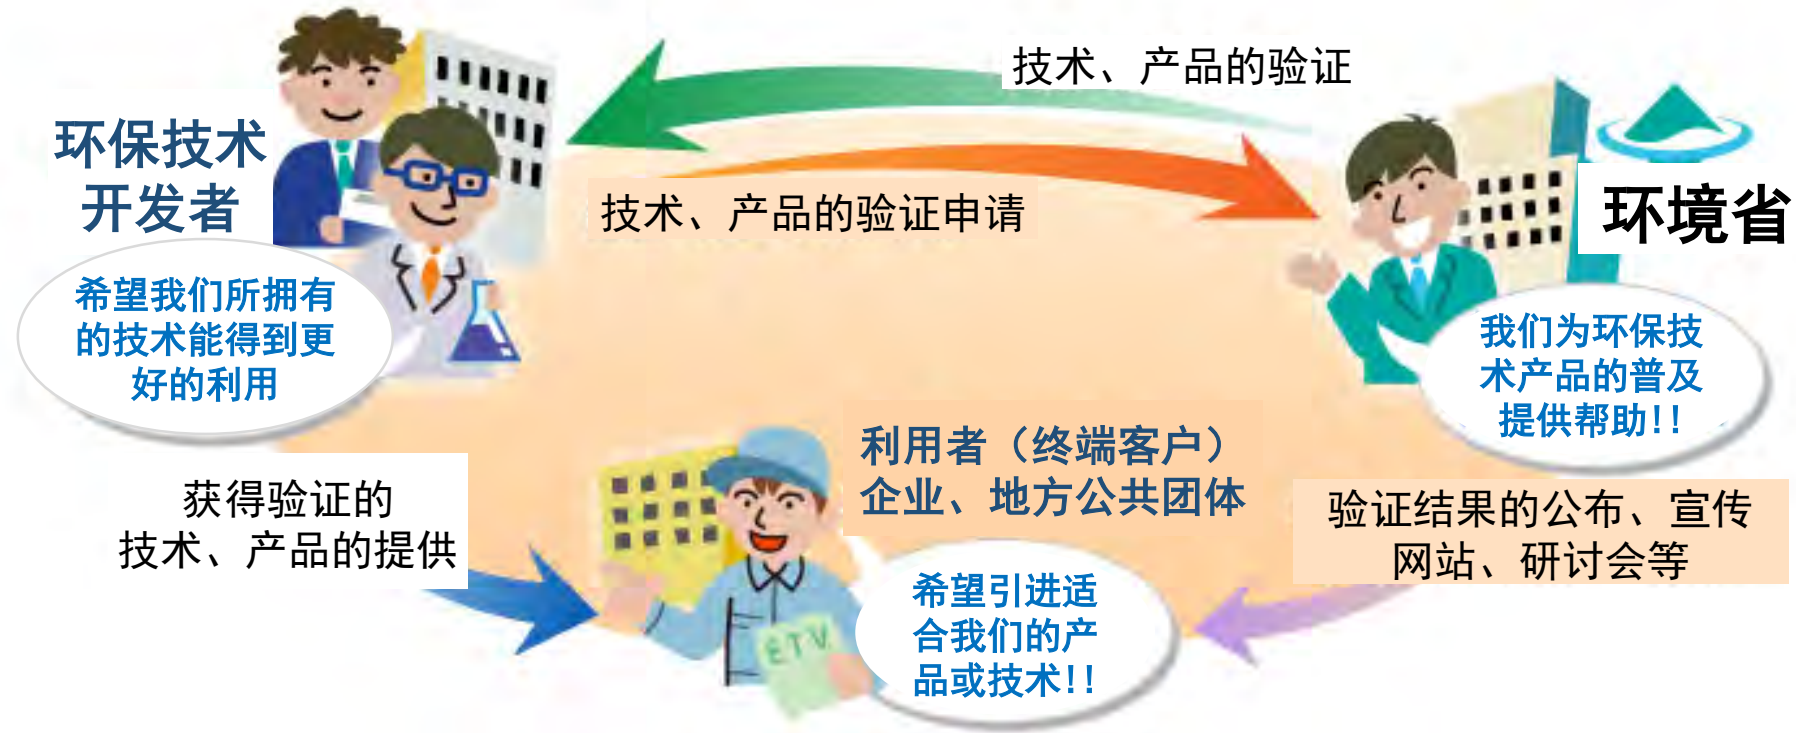 技术、产品的验证
环保技术
开发者
技术、产品的验证申请
环境省
希望我们所拥有
的技术能得到更
好的利用
我们为环保技
术产品的普及
提供帮助!!
利用者（终端客户）
企业、地方公共团体
获得验证的
技术、产品的提供
验证结果的公布、宣传
网站、研讨会等
希望引进适
合我们的产
品或技术!!
ETV